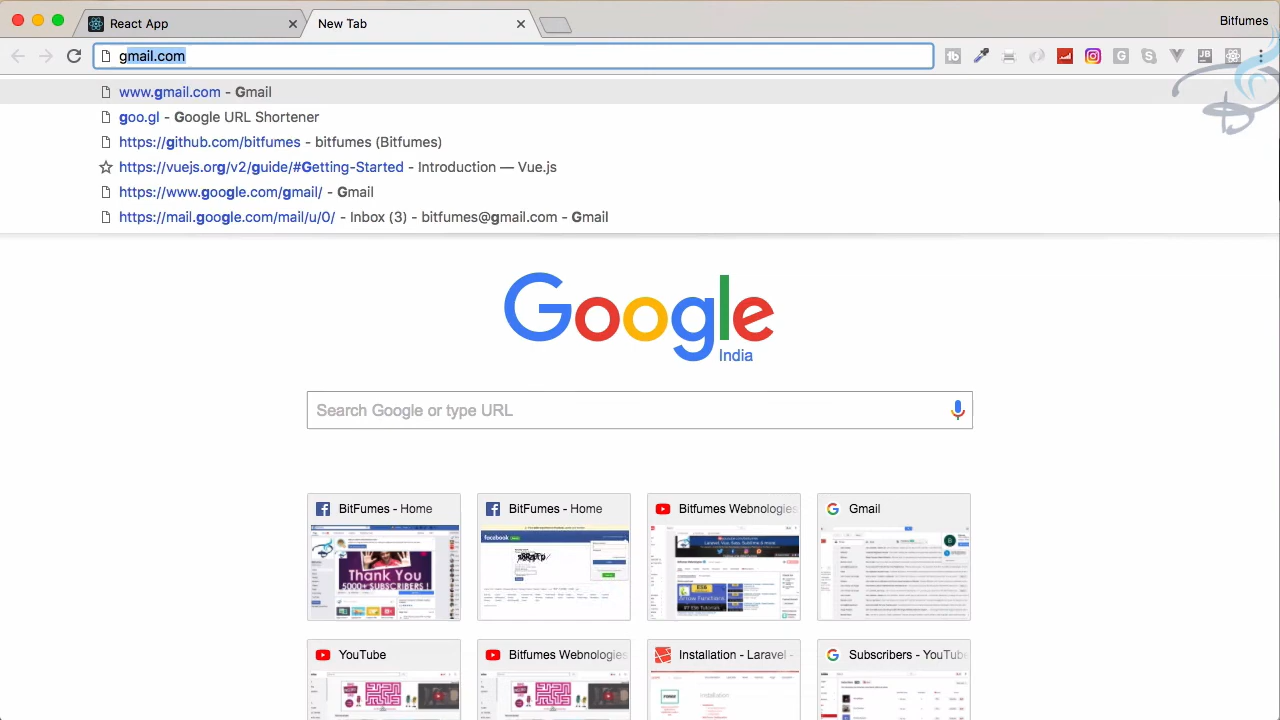 React App
New Tab
Bitfumes
gmail.com
www.gmail.com - Gmail
goo.gl - Google URL Shortener
https://github.com/bitfumes - bitfumes (Bitfumes)
https://vuejs.org/v2/guide/#Getting-Started - Introduction — Vue.js
https://www.google.com/gmail/ - Gmail
https://mail.google.com/mail/u/0/ - Inbox (3) - bitfumes@gmail.com - Gmail
Google
India
Search Google or type URL
BitFumes - Home
BitFumes - Home
Bitfumes Webnologies
Gmail
facebook
THANK YOU
5000+ SUBSCRIBERS !
YouTube
Bitfumes Webnologies
Installation - Laravel -
Subscribers - YouTube
Installation